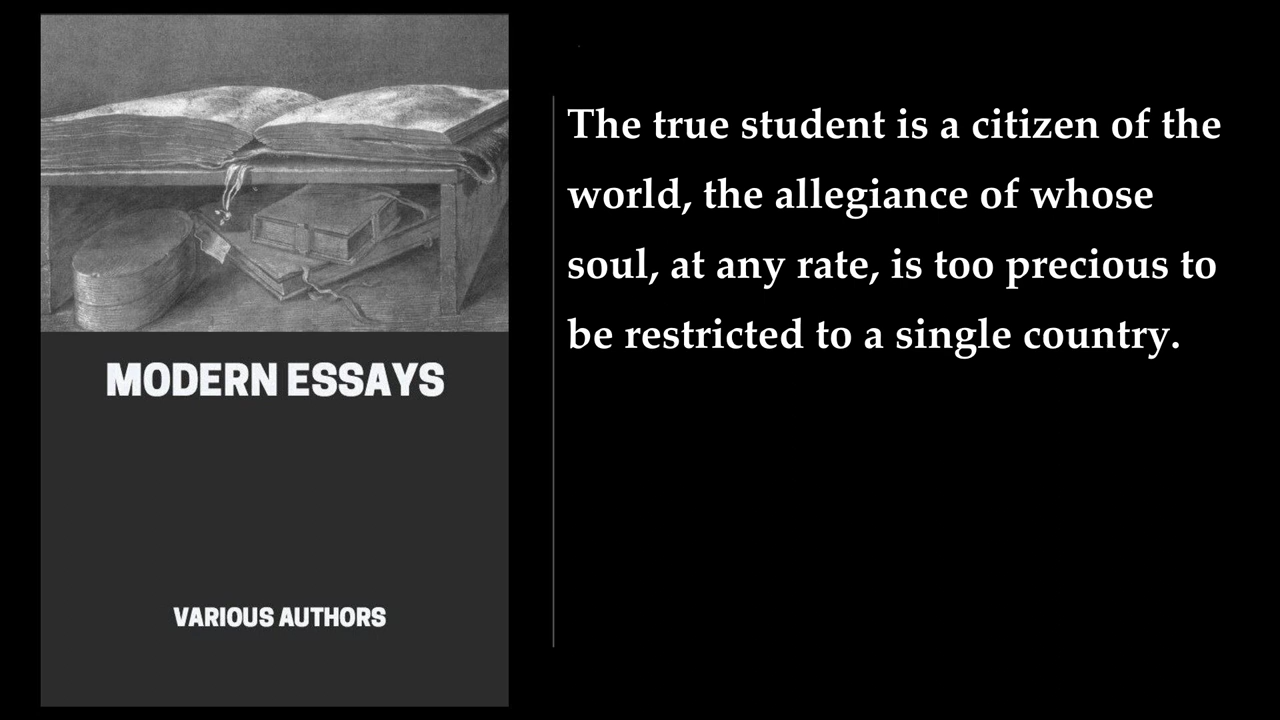 MODERN ESSAYS
VARIOUS AUTHORS
The true student is a citizen of the
world, the allegiance of whose
soul, at any rate, is too precious to
be restricted to a single country.